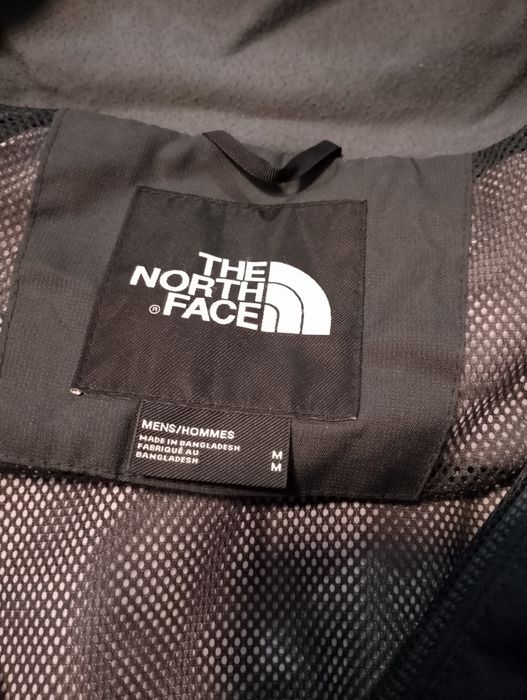 THE
NORTH
® FACE
MENS/HOMMES
MADE IN BANGLADESH M
FABRIQUÉ AU
BANGLADESH M